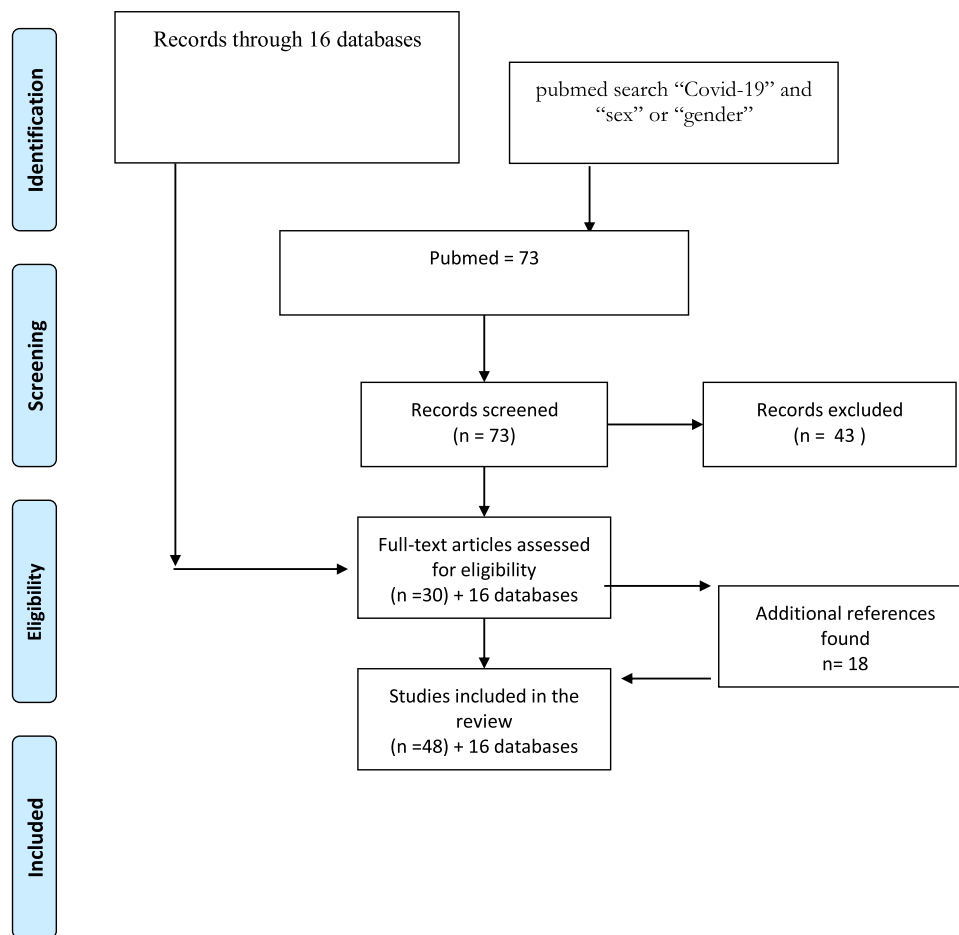 Identification
Records through 16 databases
pubmed search “Covid-19” and
“sex” or “gender”
Pubmed = 73
Screening
Records screened
(n = 73)
Records excluded
(n =  43 )
Eligibility
Full-text articles assessed
for eligibility
(n =30) + 16 databases
Additional references
found
n= 18
Studies included in the
review
(n =48) + 16 databases
Included